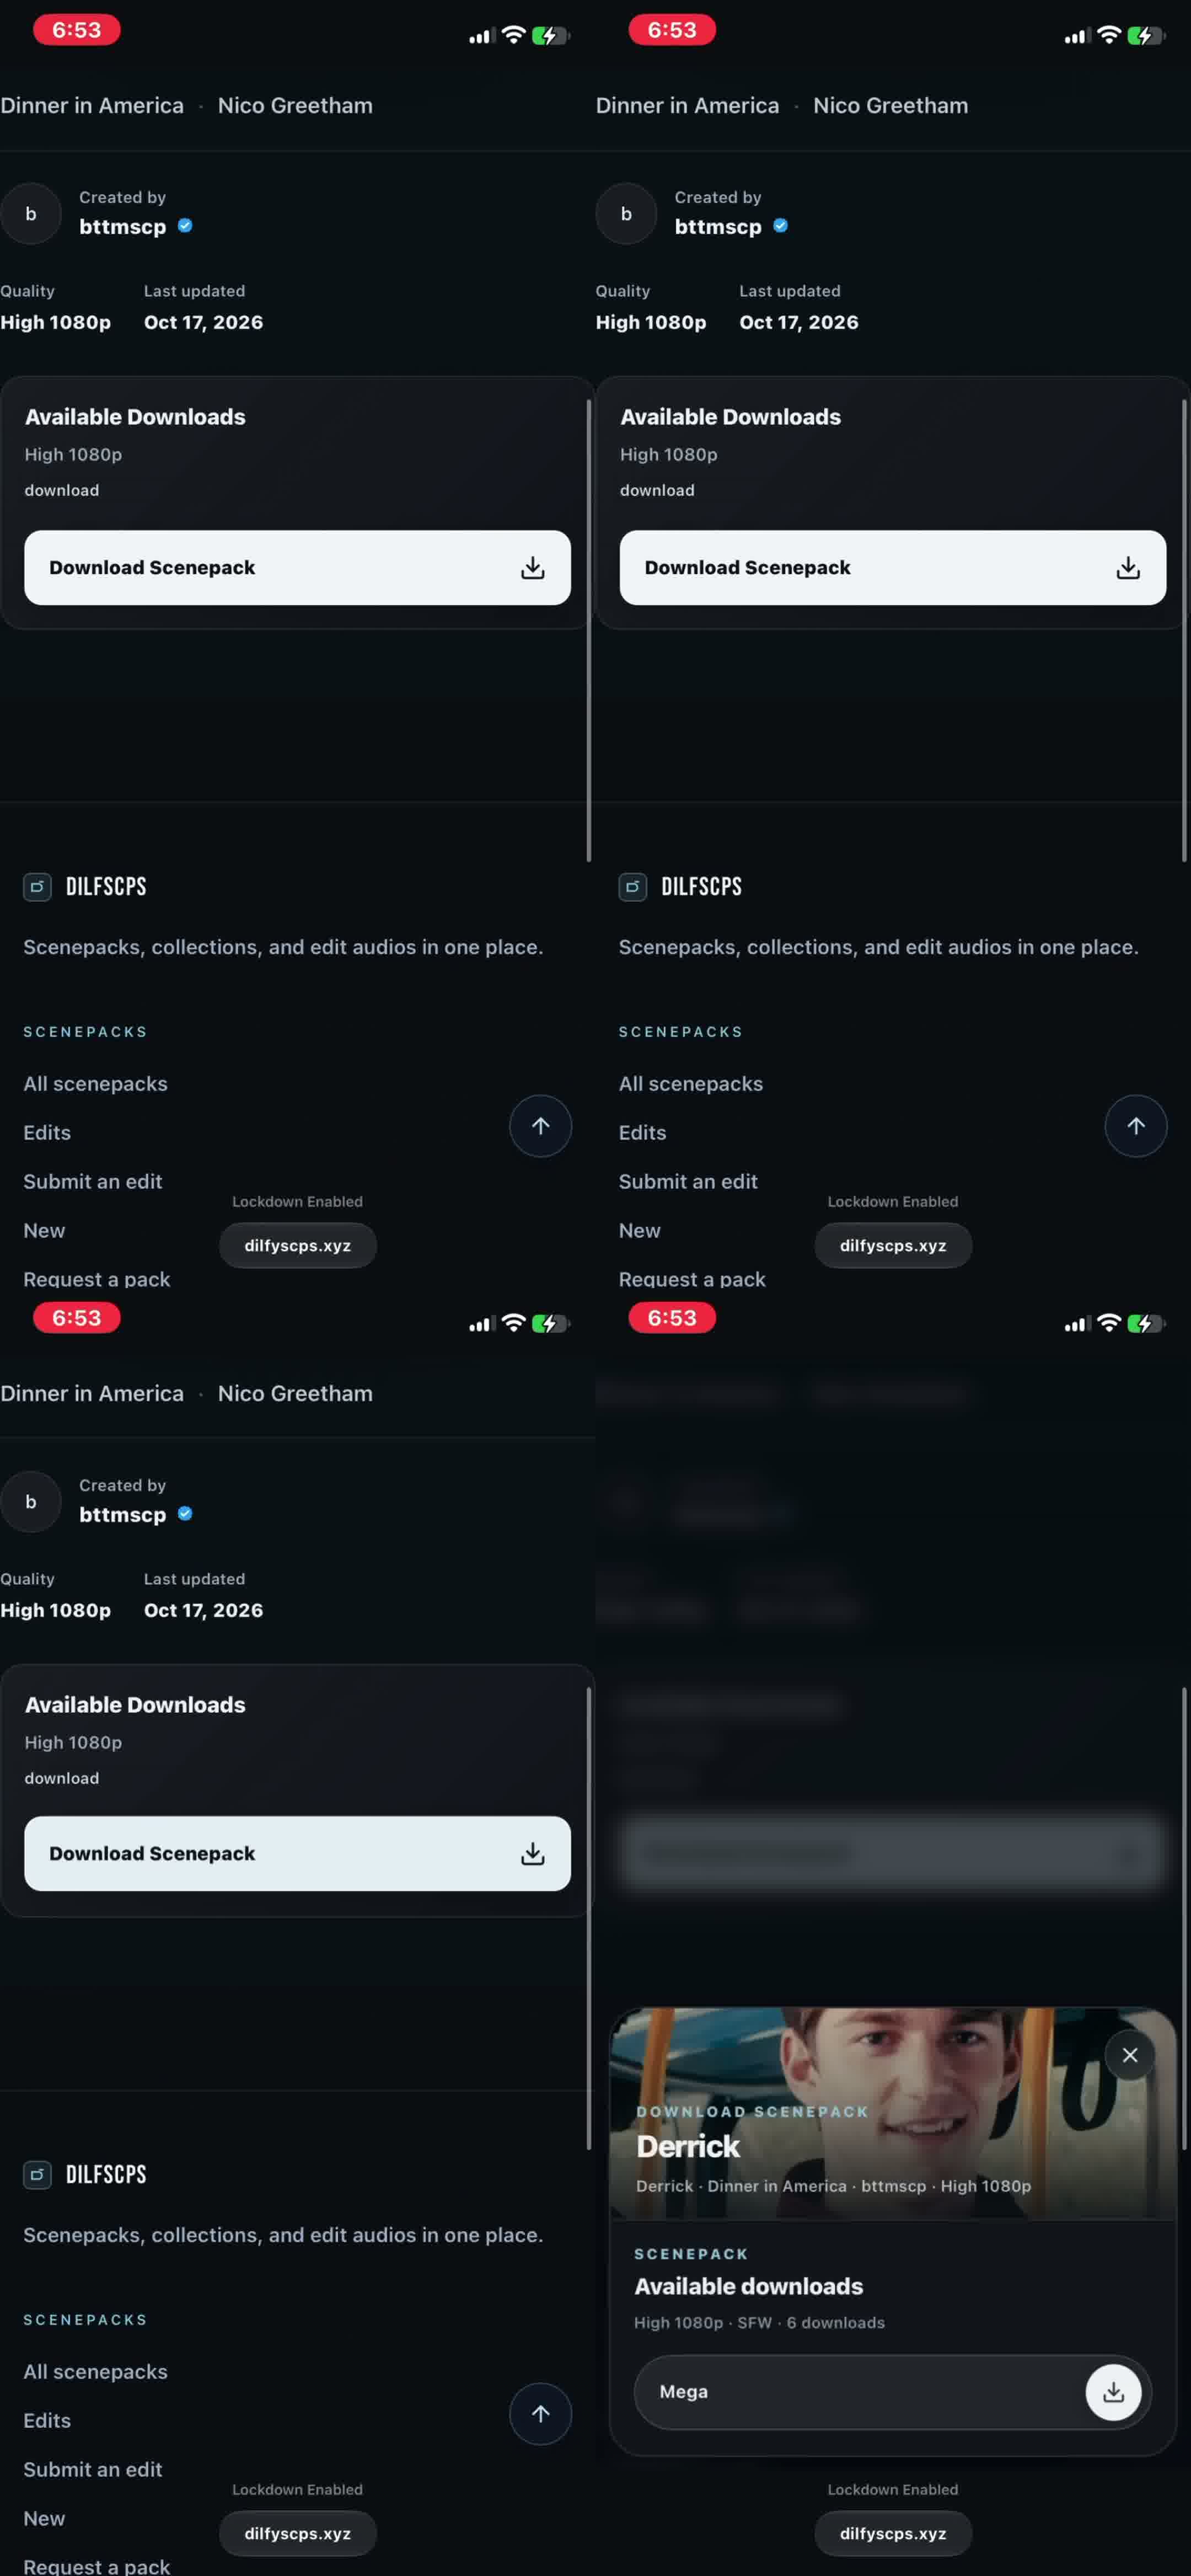 6:53
Dinner in America · Nico Greetham
b
Created by
bttmscp
Quality Last updated
High 1080p Oct 17, 2026
Available Downloads
High 1080p
download
Download Scenepack
DILFSCPS
Scenepacks, collections, and edit audios in one place.
SCENEPACKS
All scenepacks
Edits
Submit an edit
Lockdown Enabled
New
dilfyscps.xyz
Request a pack
6:53
Dinner in America · Nico Greetham
b
Created by
bttmscp
Quality Last updated
High 1080p Oct 17, 2026
Available Downloads
High 1080p
download
Download Scenepack
DILFSCPS
Scenepacks, collections, and edit audios in one place.
SCENEPACKS
All scenepacks
Edits
Submit an edit
Lockdown Enabled
New
dilfyscps.xyz
Request a pack
6:53
Dinner in America · Nico Greetham
b
Created by
bttmscp
Quality Last updated
High 1080p Oct 17, 2026
Available Downloads
High 1080p
download
Download Scenepack
DILFSCPS
Scenepacks, collections, and edit audios in one place.
SCENEPACKS
All scenepacks
Edits
Submit an edit
Lockdown Enabled
New
dilfyscps.xyz
Request a pack
6:53
DOWNLOAD SCENEPACK
Derrick
Derrick · Dinner in America · bttmscp · High 1080p
SCENEPACK
Available downloads
High 1080p · SFW · 6 downloads
Mega
Lockdown Enabled
dilfyscps.xyz